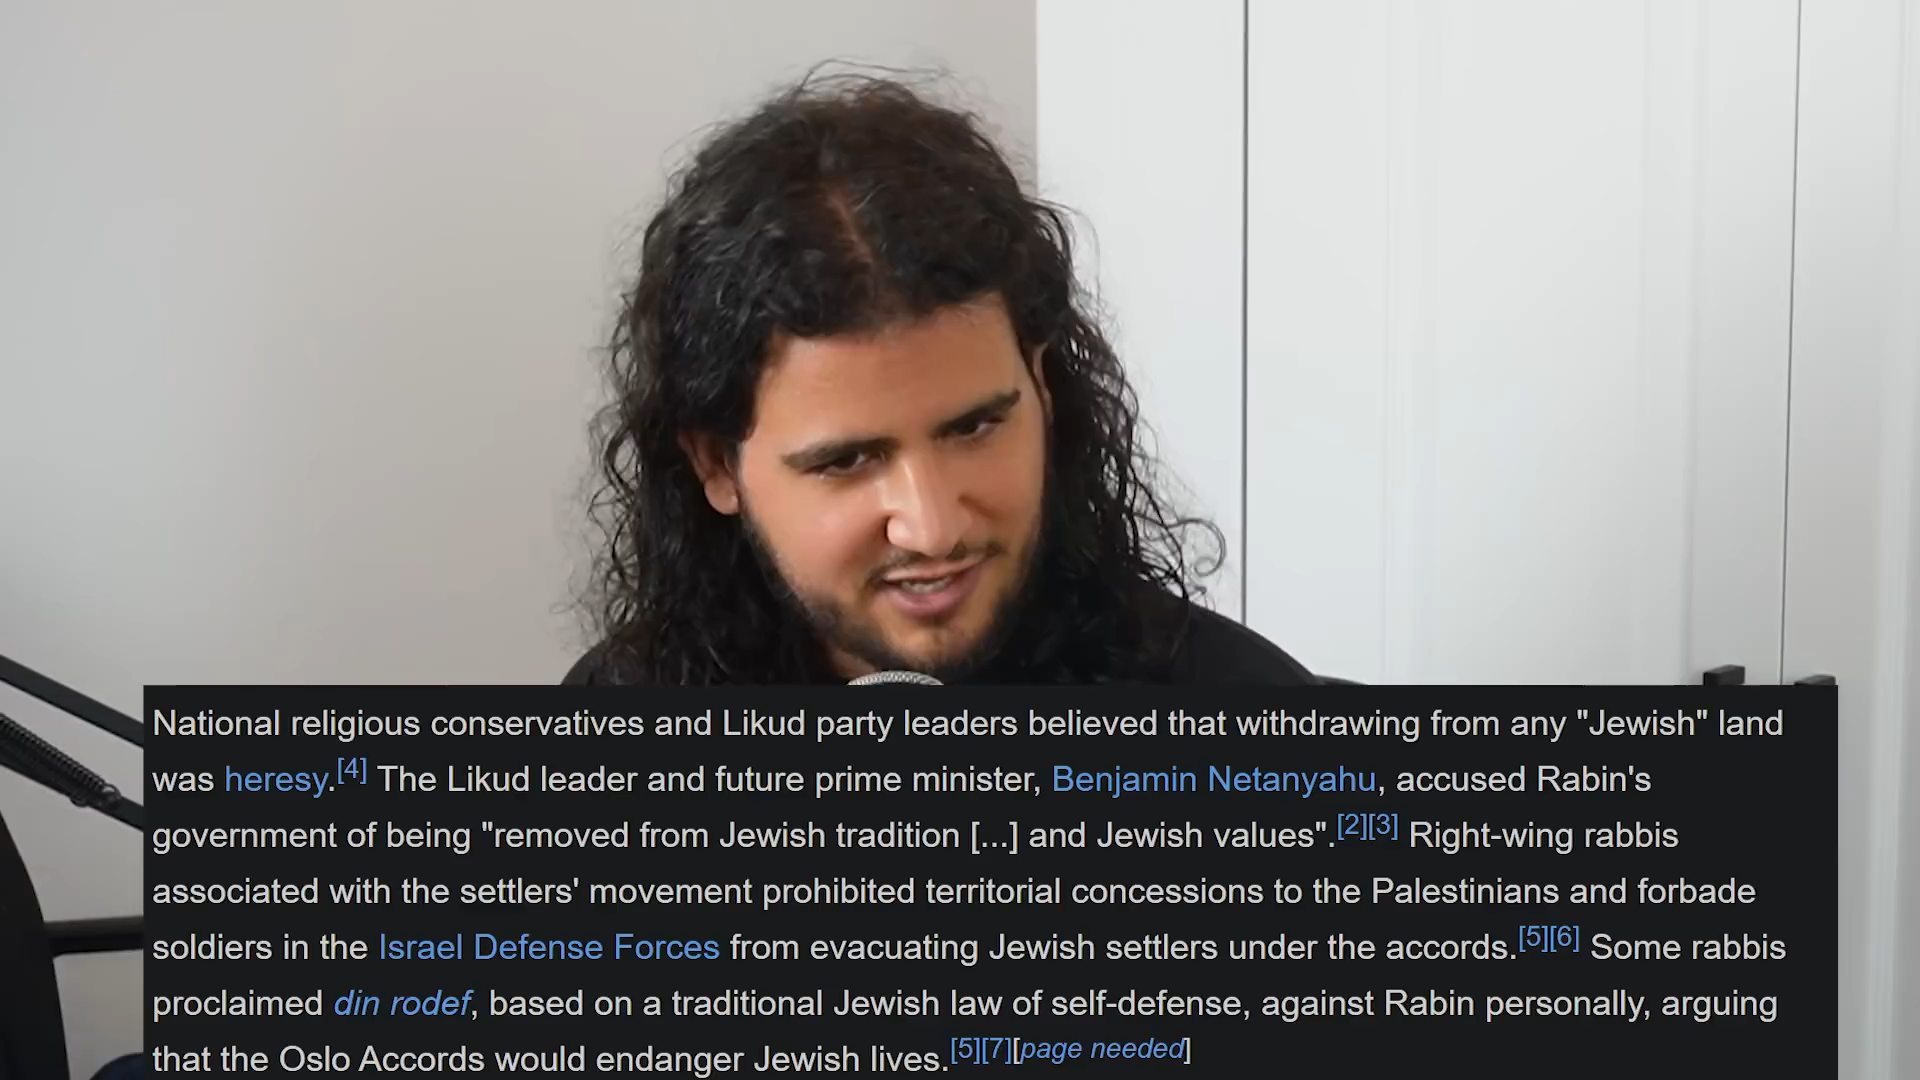 National religious conservatives and Likud party leaders believed that withdrawing from any "Jewish" land
was heresy.[4] The Likud leader and future prime minister, Benjamin Netanyahu, accused Rabin's
government of being "removed from Jewish tradition [...] and Jewish values".[2][3] Right-wing rabbis
associated with the settlers' movement prohibited territorial concessions to the Palestinians and forbade
soldiers in the Israel Defense Forces from evacuating Jewish settlers under the accords.[5][6] Some rabbis
proclaimed din rodef, based on a traditional Jewish law of self-defense, against Rabin personally, arguing
that the Oslo Accords would endanger Jewish lives.[5][7][page needed]